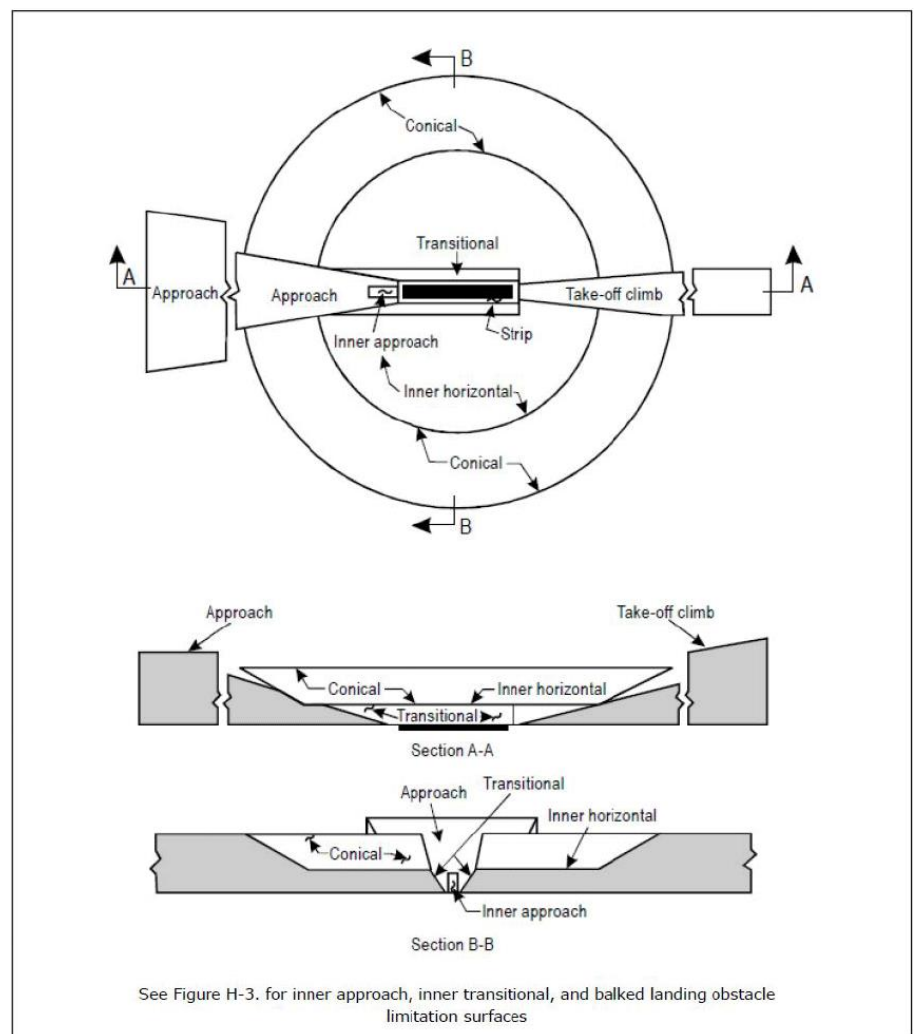 B
Conical
Transitional
A
Approach
Approach
Take-off climb
A
Inner approach
Strip
Inner horizontal
Conical
B
Approach
Take-off climb
Conical
Inner horizontal
Transitional
Section A-A
Transitional
Approach
Inner horizontal
Conical
Inner approach
Section B-B
See Figure H-3. for inner approach, inner transitional, and balked landing obstacle
limitation surfaces